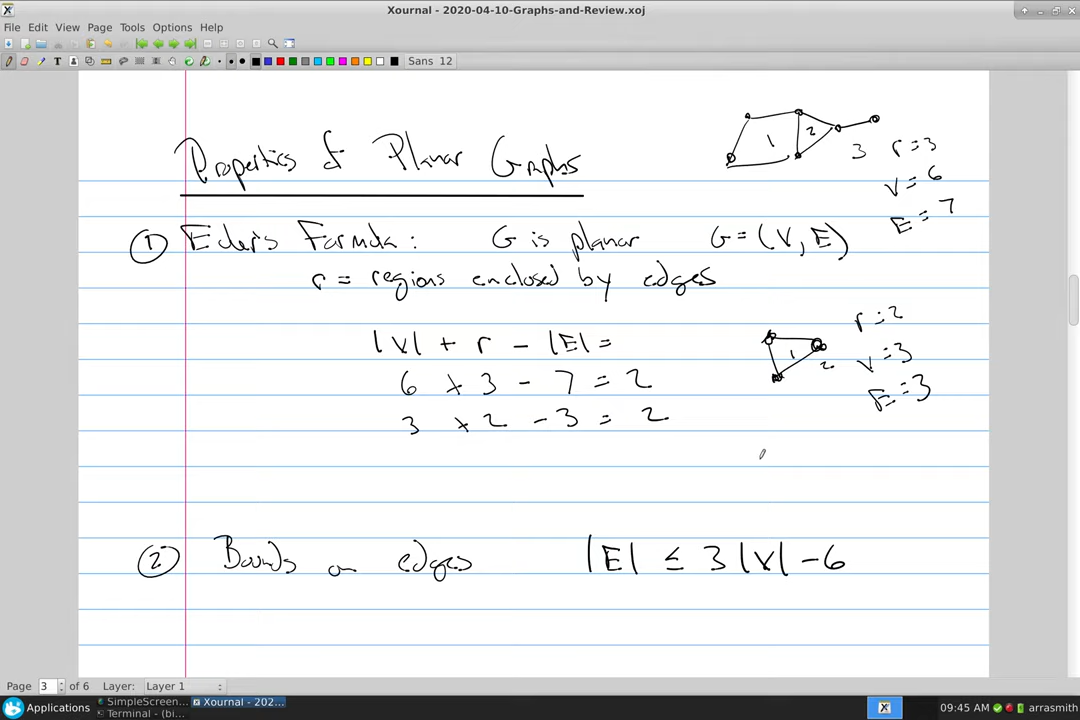 Xournal - 2020-04-10-Graphs-and-Review.xoj
File Edit View Page Tools Options Help
Sans 12
Properties of Planar Graphs
1 2 3
r=3
V=6
E=7
① Euler's Formula: G is planar G=(V, E)
r = regions enclosed by edges
|V| + r - |E| =
6 + 3 - 7 = 2
3 + 2 - 3 = 2
1 2
r=2
V=3
E=3
② Bounds on edges |E| ≤ 3|V| - 6
Page 3 of 6 Layer: Layer 1
Applications
SimpleScreen...
Terminal - (bi...
Xournal - 202...
09:45 AM
arrasmith